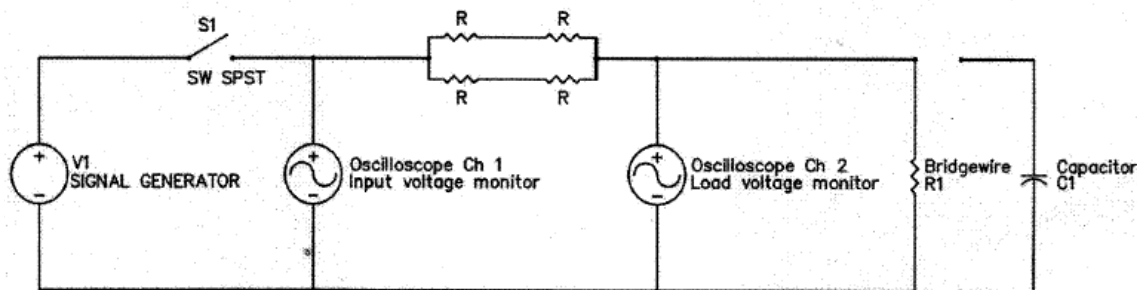 S1
SW SPST
R
R
R
R
V1
SIGNAL GENERATOR
Oscilloscope Ch 1
Input voltage monitor
Oscilloscope Ch 2
Load voltage monitor
Bridgewire
R1
Capacitor
C1